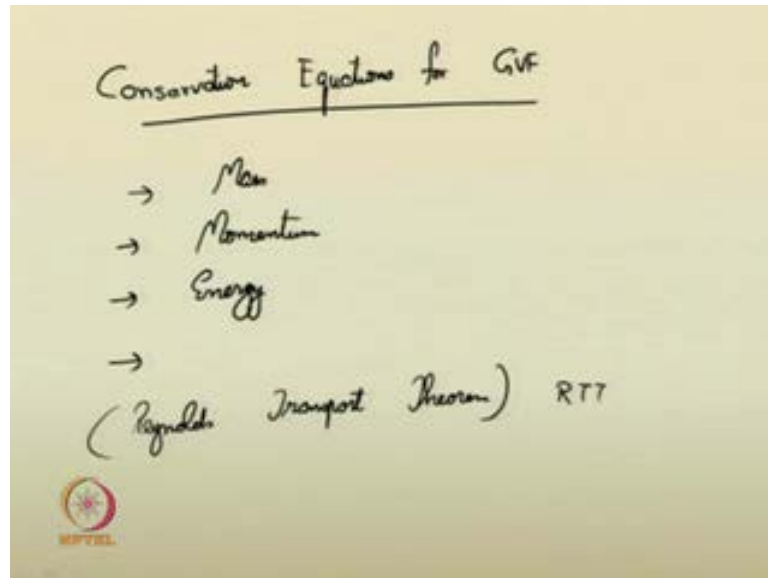 Conservation Equations for GVF
→ Mass
→ Momentum
→ Energy
→
(Reynolds Transport Theorem) RTT
NPTEL